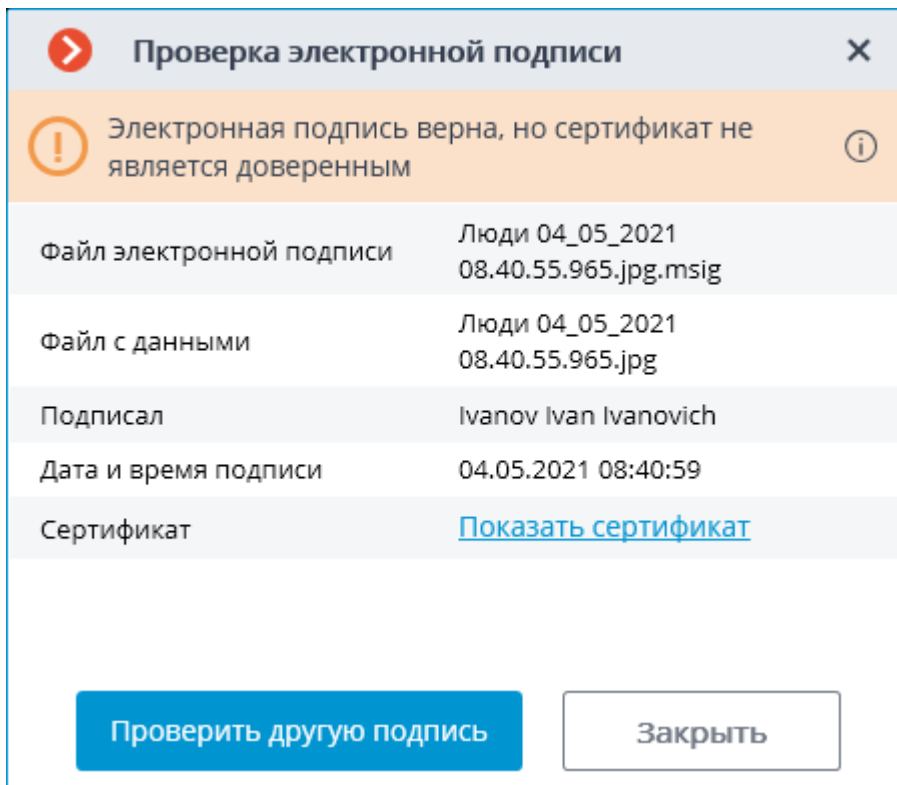 Проверка электронной подписи
Электронная подпись верна, но сертификат не
является доверенным
Файл электронной подписи
Люди 04_05_2021
08.40.55.965.jpg.msig
Файл с данными
Люди 04_05_2021
08.40.55.965.jpg
Подписал
Ivanov Ivan Ivanovich
Дата и время подписи
04.05.2021 08:40:59
Сертификат
Показать сертификат
Проверить другую подпись
Закрыть